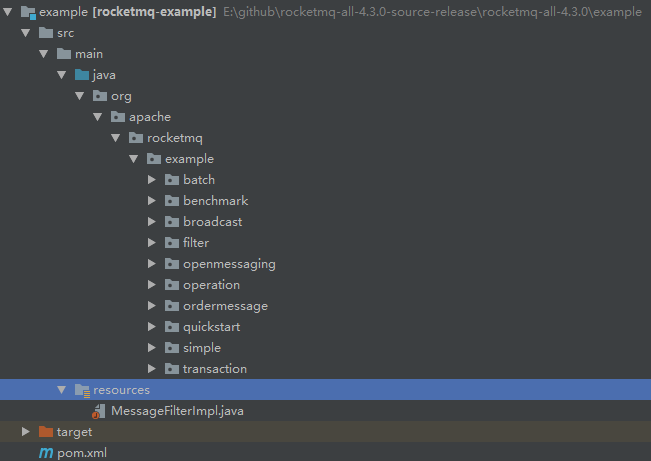 example [rocketmq-example] E:\github\rocketmq-all-4.3.0-source-release\rocketmq-all-4.3.0\example
src
main
java
org
apache
rocketmq
example
batch
benchmark
broadcast
filter
openmessaging
operation
ordermessage
quickstart
simple
transaction
resources
MessageFilterImpl.java
target
pom.xml